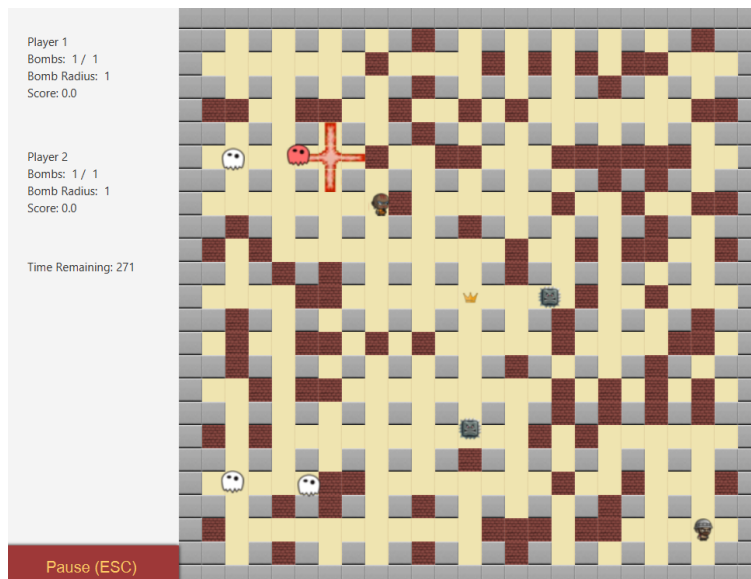 Player 1
Bombs: 1 / 1
Bomb Radius: 1
Score: 0.0
Player 2
Bombs: 1 / 1
Bomb Radius: 1
Score: 0.0
Time Remaining: 271
Pause (ESC)